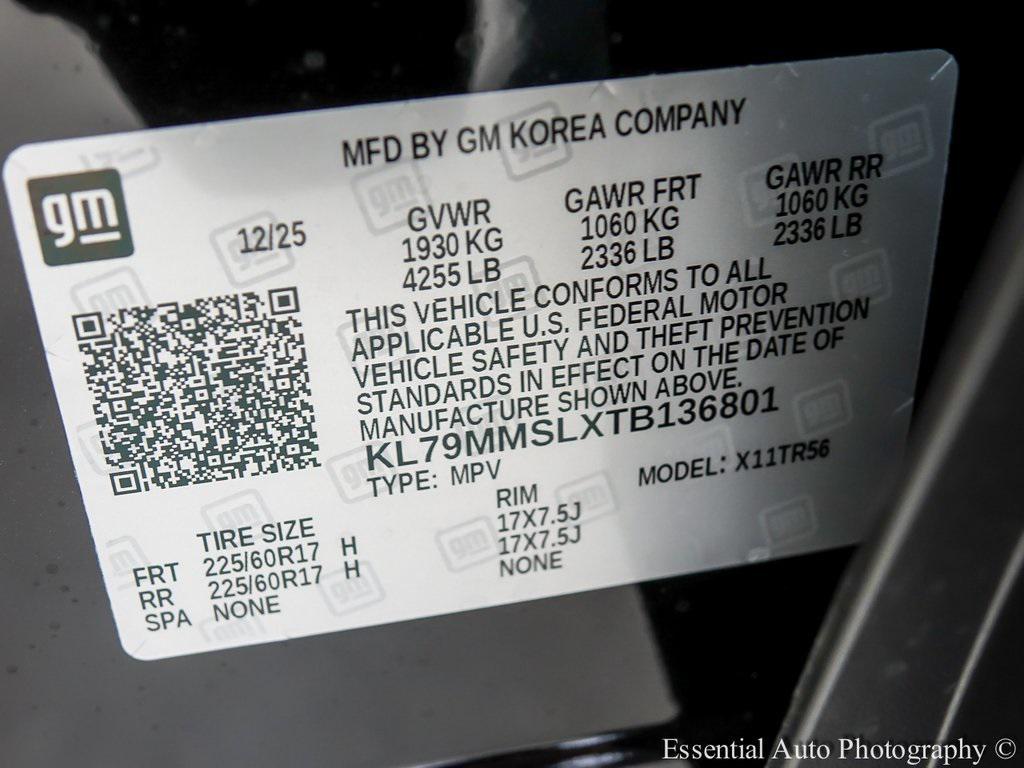 MFD BY GM KOREA COMPANY
gm
12/25
GVWR
1930 KG
4255 LB
GAWR FRT
1060 KG
2336 LB
GAWR RR
1060 KG
2336 LB
THIS VEHICLE CONFORMS TO ALL
APPLICABLE U.S. FEDERAL MOTOR
VEHICLE SAFETY AND THEFT PREVENTION
STANDARDS IN EFFECT ON THE DATE OF
MANUFACTURE SHOWN ABOVE.
KL79MMSLXTB136801
TYPE: MPV
MODEL: X11TR56
TIRE SIZE
RIM
FRT 225/60R17 H 17X7.5J
RR 225/60R17 H 17X7.5J
SPA NONE NONE
Essential Auto Photography ©